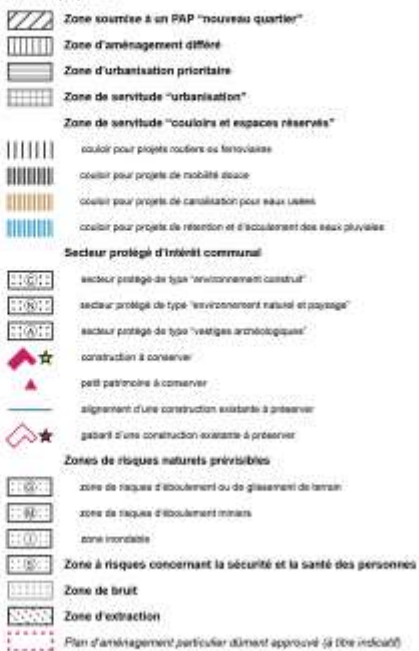 Zone soumise à un PAP "nouveau quartier"
Zone d'aménagement différé
Zone d'urbanisation prioritaire
Zone de servitude "urbanisation"
Zone de servitude "couloirs et espaces réservés"
couloir pour projets routiers ou ferroviaires
couloir pour projets de mobilité douce
couloir pour projets de canalisation pour eaux usées
couloir pour projets de rétention et d'écoulement des eaux pluviales
Secteur protégé d'intérêt communal
C secteur protégé de type "environnement construit"
N secteur protégé de type "environnement naturel et paysage"
A secteur protégé de type "vestiges archéologiques"
construction à conserver
petit patrimoine à conserver
alignement d'une construction existante à préserver
gabarit d'une construction existante à préserver
Zones de risques naturels prévisibles
G zone de risques d'éboulement ou de glissement de terrain
M zone de risques d'éboulement miniers
I zone inondable
S Zone à risques concernant la sécurité et la santé des personnes
Zone de bruit
Zone d'extraction
Plan d'aménagement particulier dûment approuvé (à titre indicatif)